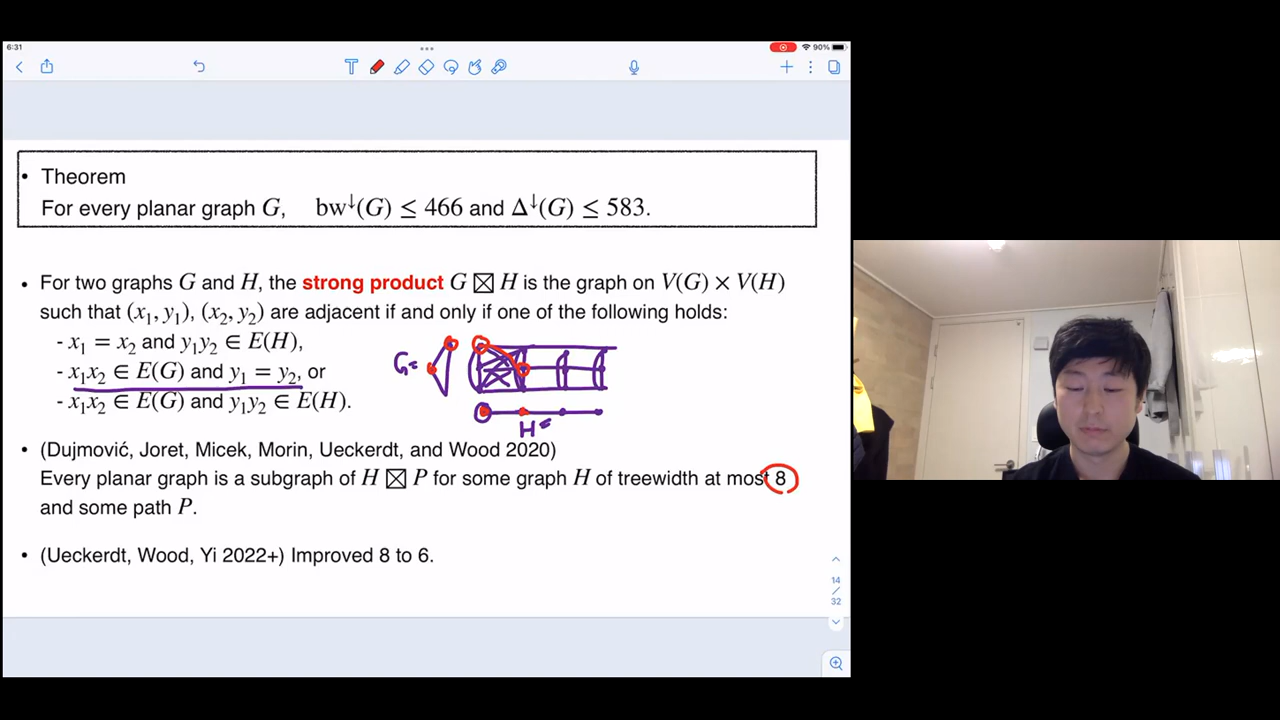 6:31
90%
T
• Theorem
For every planar graph G, bw↓(G) ≤ 466 and Δ↓(G) ≤ 583.
• For two graphs G and H, the strong product G ⊠ H is the graph on V(G) × V(H)
such that (x₁, y₁), (x₂, y₂) are adjacent if and only if one of the following holds:
- x₁ = x₂ and y₁y₂ ∈ E(H),
- x₁x₂ ∈ E(G) and y₁ = y₂, or
- x₁x₂ ∈ E(G) and y₁y₂ ∈ E(H).
G=
H=
• (Dujmović, Joret, Micek, Morin, Ueckerdt, and Wood 2020)
Every planar graph is a subgraph of H ⊠ P for some graph H of treewidth at most 8
and some path P.
• (Ueckerdt, Wood, Yi 2022+) Improved 8 to 6.
14
/
32